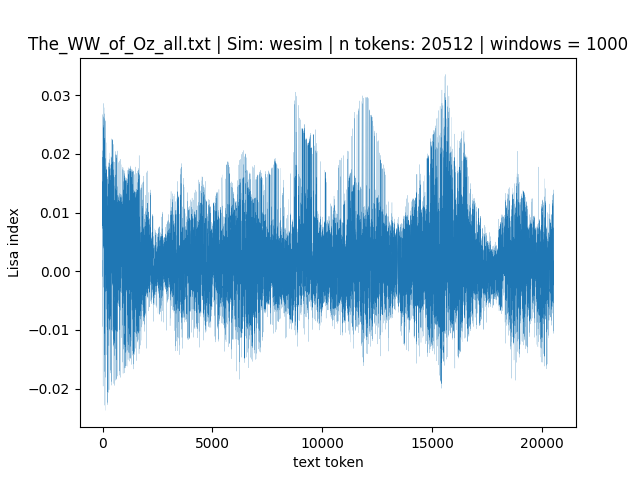 The_WW_of_Oz_all.txt | Sim: wesim | n tokens: 20512 | windows = 1000
0.03
0.02
0.01
0.00
−0.01
−0.02
Lisa index
0 5000 10000 15000 20000
text token